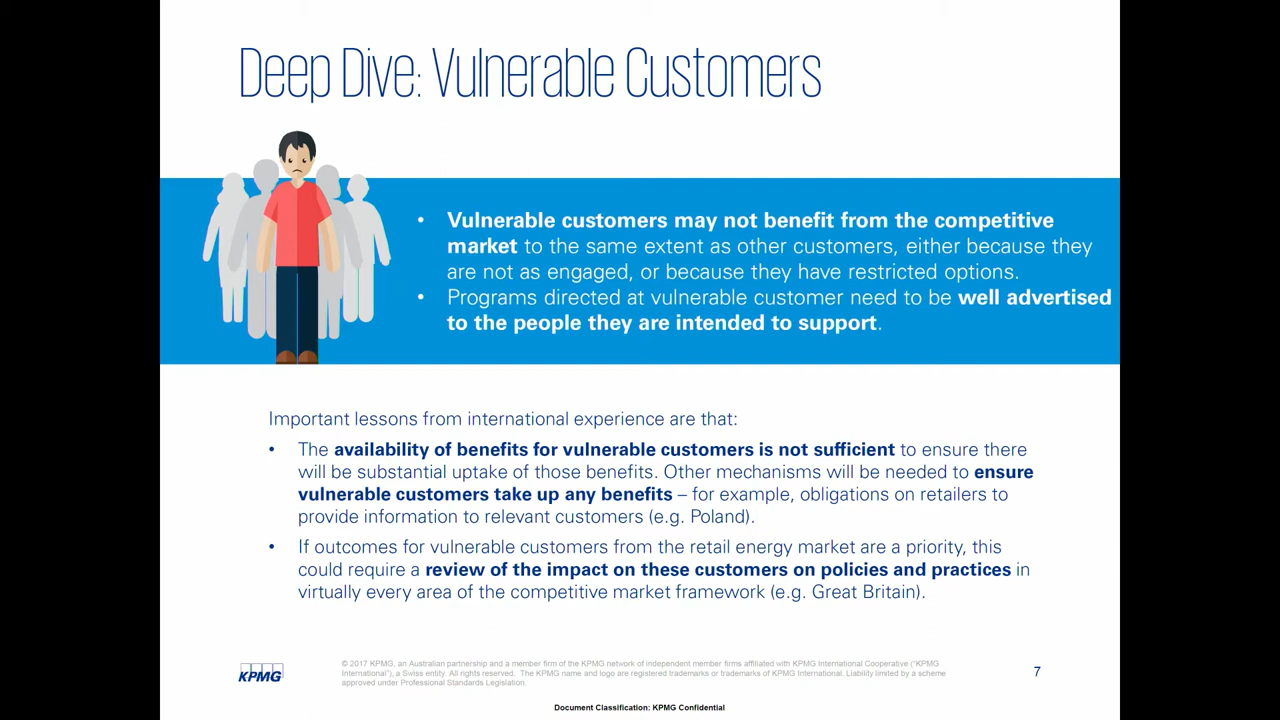 Deep Dive: Vulnerable Customers
• Vulnerable customers may not benefit from the competitive
market to the same extent as other customers, either because they
are not as engaged, or because they have restricted options.
• Programs directed at vulnerable customer need to be well advertised
to the people they are intended to support.
Important lessons from international experience are that:
• The availability of benefits for vulnerable customers is not sufficient to ensure there
will be substantial uptake of those benefits. Other mechanisms will be needed to ensure
vulnerable customers take up any benefits – for example, obligations on retailers to
provide information to relevant customers (e.g. Poland).
• If outcomes for vulnerable customers from the retail energy market are a priority, this
could require a review of the impact on these customers on policies and practices in
virtually every area of the competitive market framework (e.g. Great Britain).
KPMG
© 2017 KPMG, an Australian partnership and a member firm of the KPMG network of independent member firms affiliated with KPMG International Cooperative (“KPMG
International”), a Swiss entity. All rights reserved. The KPMG name and logo are registered trademarks or trademarks of KPMG International. Liability limited by a scheme
approved under Professional Standards Legislation.
7
Document Classification: KPMG Confidential